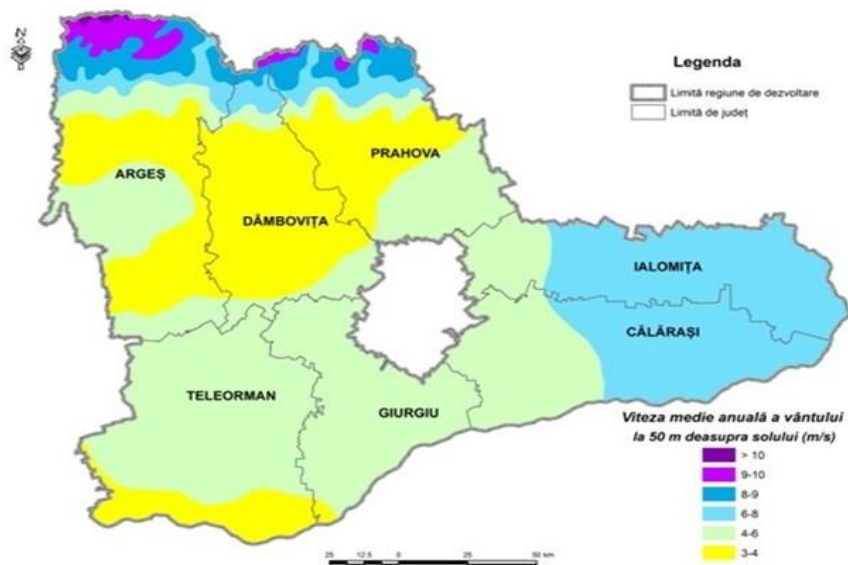 N
Legenda
Limită regiune de dezvoltare
Limită de județ
PRAHOVA
ARGEȘ
DÂMBOVIȚA
IALOMIȚA
CĂLĂRAȘI
TELEORMAN
GIURGIU
Viteza medie anuală a vântului
la 50 m deasupra solului (m/s)
> 10
9-10
8-9
6-8
4-6
3-4
25 12.5 0 25 50 km